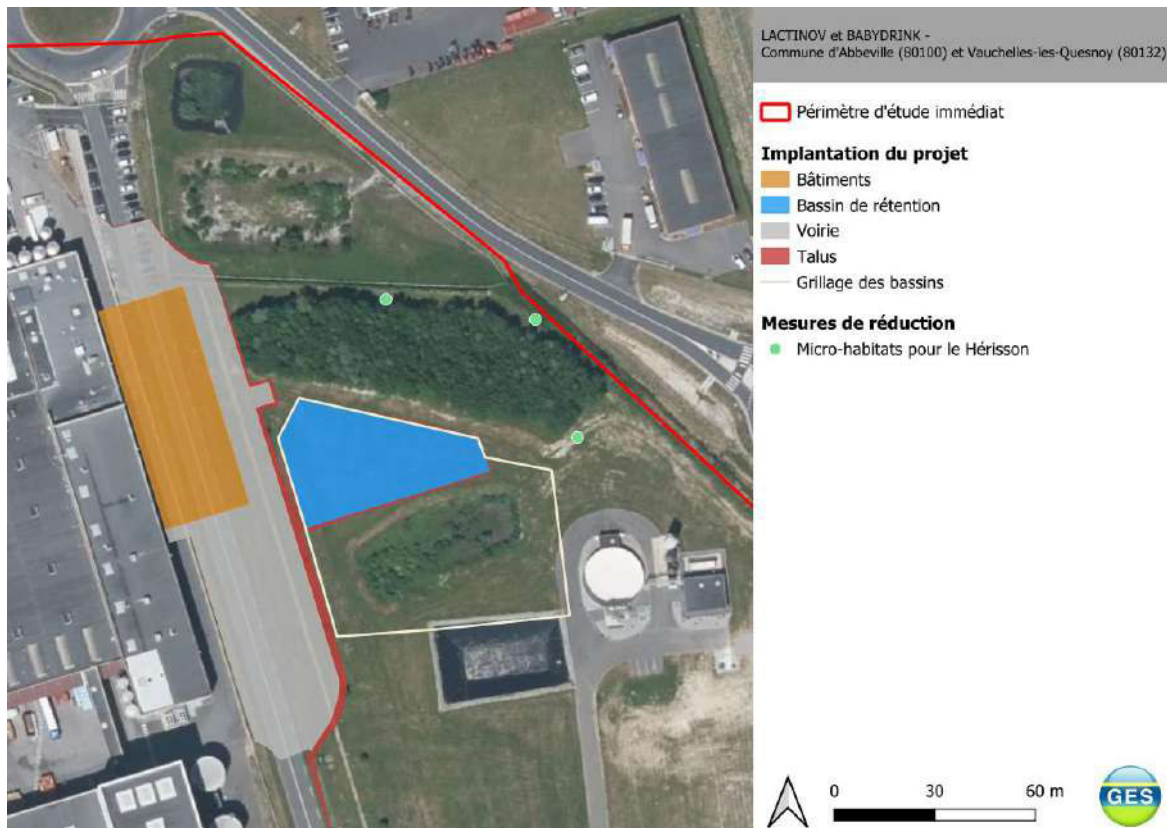 LACTINOV et BABYDRINK -
Commune d'Abbeville (80100) et Vauchelles-les-Quesnoy (80132)
Périmètre d'étude immédiat
Implantation du projet
Bâtiments
Bassin de rétention
Voirie
Talus
Grillage des bassins
Mesures de réduction
Micro-habitats pour le Hérisson
0 30 60 m
GES